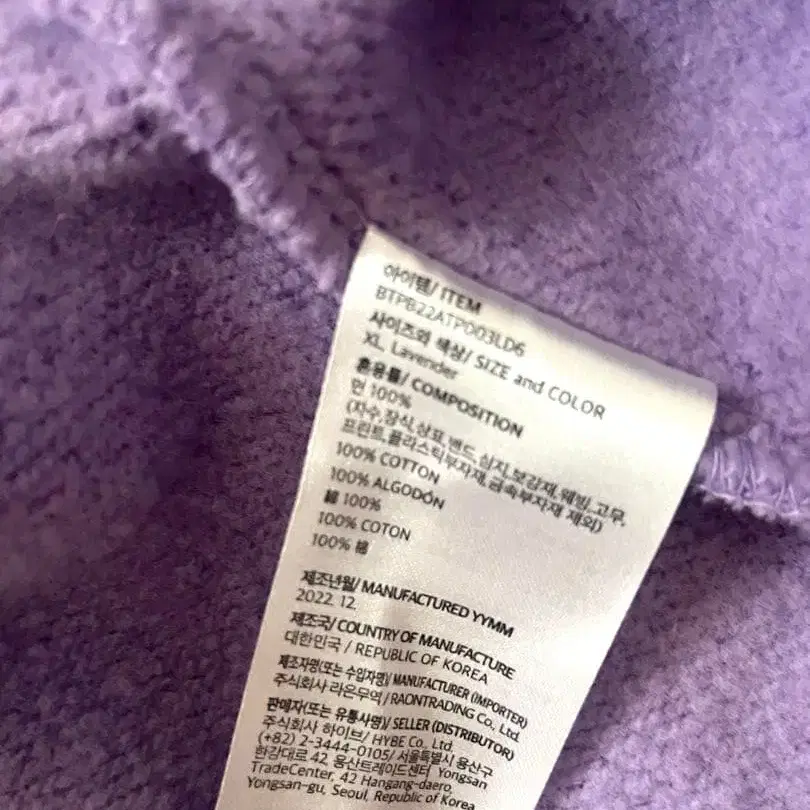 아이템/ ITEM
BTPB22ATP003LD6
사이즈와 색상/ SIZE and COLOR
XL, Lavender
혼용률/ COMPOSITION
면 100%
(자수,장식,상표,밴드,심지,보강재,웨빙,고무,
프린트,플라스틱부자재,금속부자재 제외)
100% COTTON
100% ALGODÓN
綿 100%
100% COTON
100% 綿
제조년월/ MANUFACTURED YYMM
2022. 12.
제조국/ COUNTRY OF MANUFACTURE
대한민국 / REPUBLIC OF KOREA
제조자명(또는 수입자명)/ MANUFACTURER (IMPORTER)
주식회사 라온무역/ RAONTRADING Co., Ltd.
판매자(또는 유통사명)/ SELLER (DISTRIBUTOR)
주식회사 하이브/ HYBE Co., Ltd.
(+82) 2-3444-0105/ 서울특별시 용산구
한강대로 42 용산트레이드센터 Yongsan
TradeCenter, 42 Hangang-daero,
Yongsan-gu, Seoul, Republic of Korea